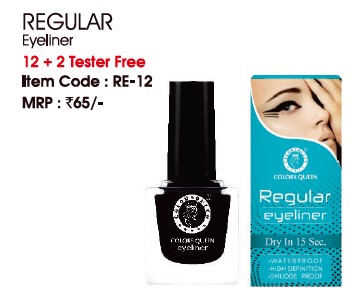 REGULAR
Eyeliner
12 + 2 Tester Free
Item Code : RE-12
MRP : ₹65/-
COLORS QUEEN
eyeliner
COLORS QUEEN
Regular
eyeliner
Dry In 15 Sec.
•WATERPROOF
•HIGH DEFINITION
•SMUDGE PROOF